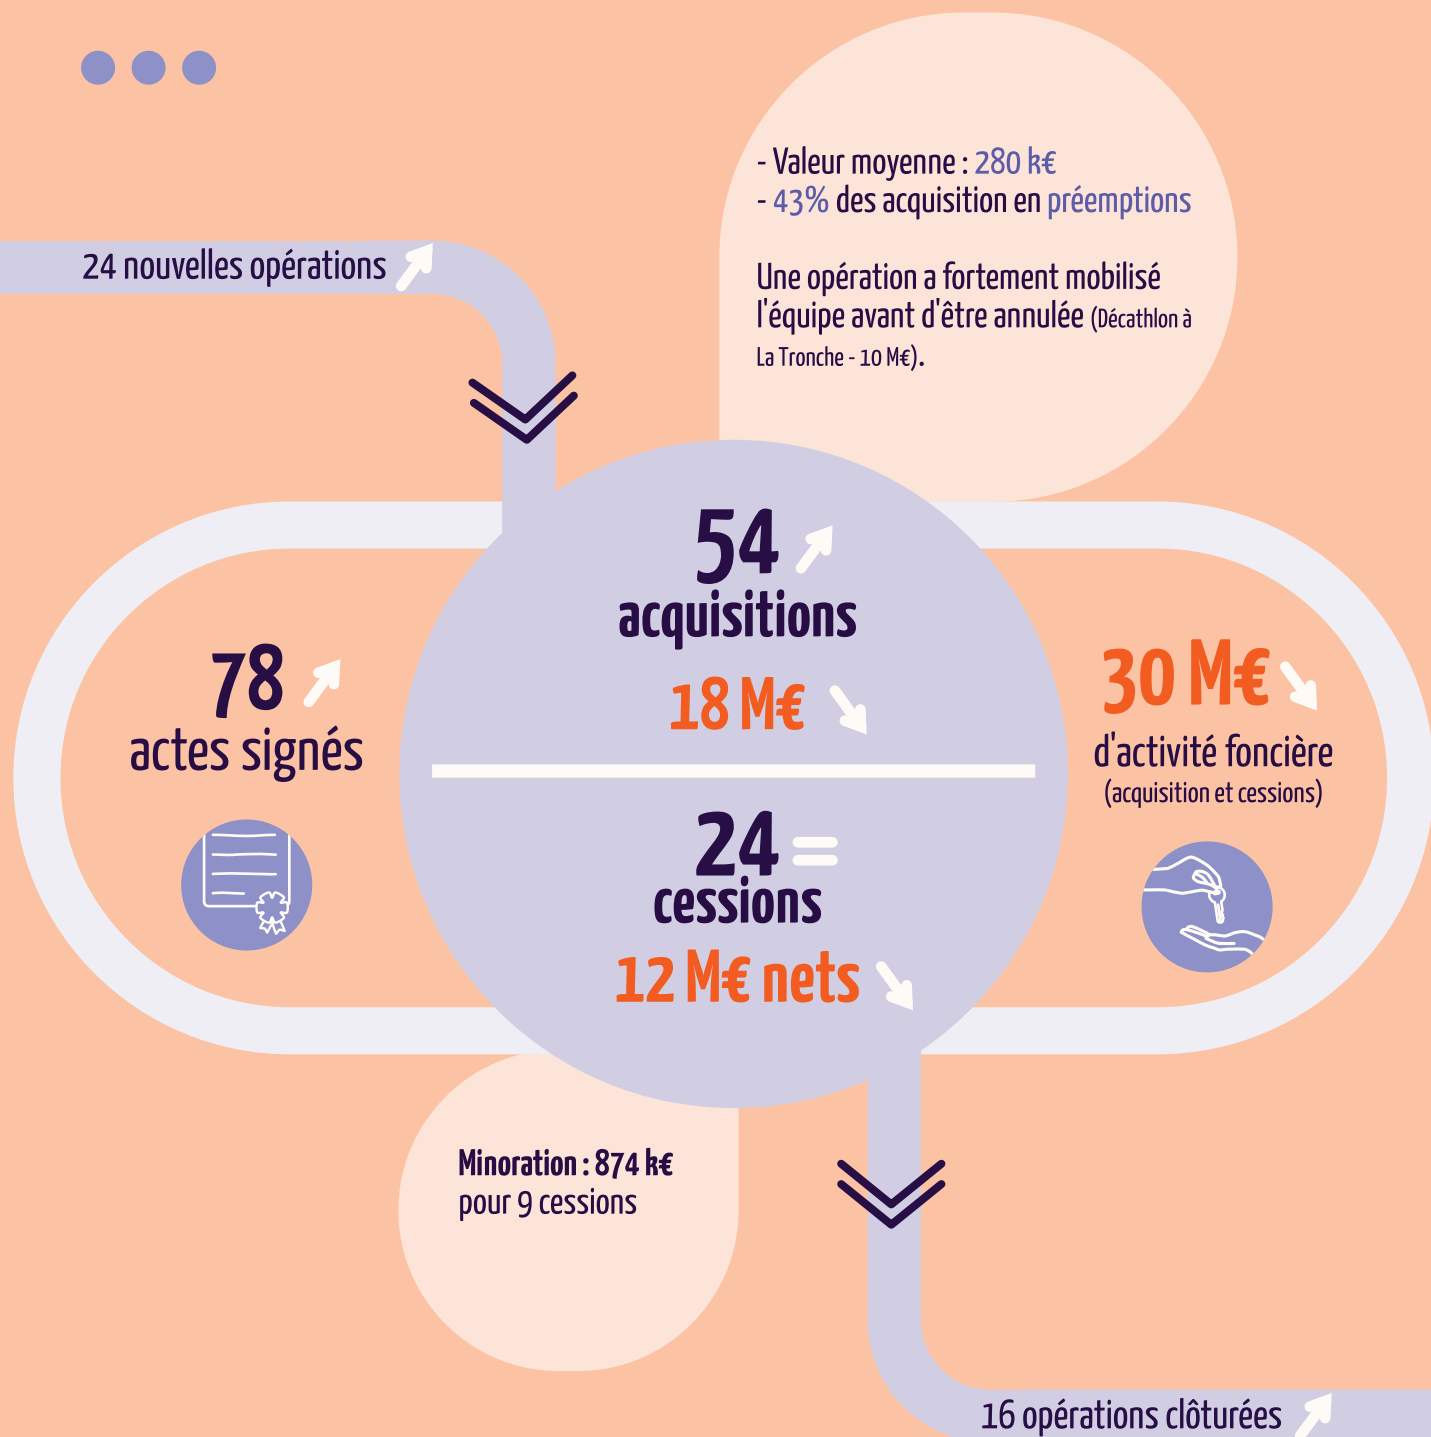 - Valeur moyenne : 280 k€
- 43% des acquisition en préemptions
Une opération a fortement mobilisé
l'équipe avant d'être annulée (Décathlon à
La Tronche - 10 M€).
24 nouvelles opérations
54
acquisitions
18 M€
24 =
cessions
12 M€ nets
78
actes signés
30 M€
d'activité foncière
(acquisition et cessions)
Minoration : 874 k€
pour 9 cessions
16 opérations clôturées